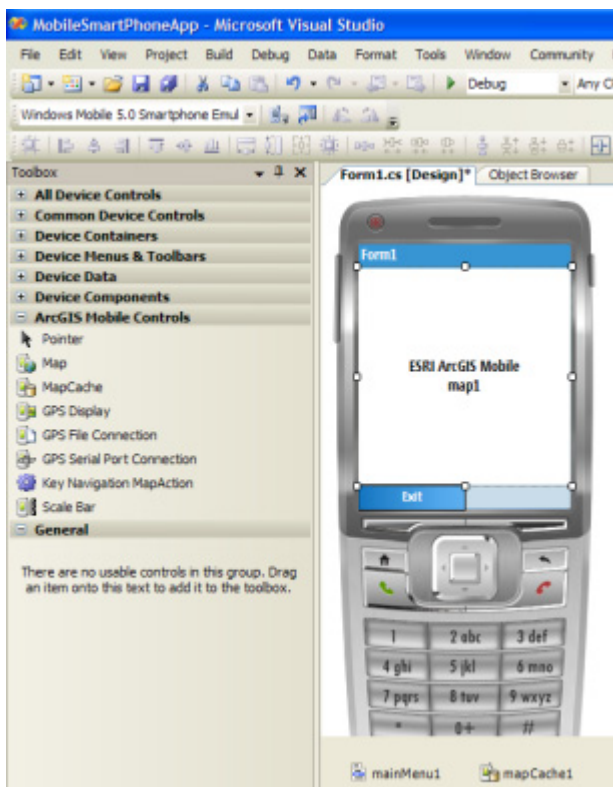 MobileSmartPhoneApp - Microsoft Visual Studio
File Edit View Project Build Debug Data Format Tools Window Community
Debug Any C
Windows Mobile 5.0 Smartphone Emul
Toolbox
All Device Controls
Common Device Controls
Device Containers
Device Menus & Toolbars
Device Data
Device Components
ArcGIS Mobile Controls
Pointer
Map
MapCache
GPS Display
GPS File Connection
GPS Serial Port Connection
Key Navigation MapAction
Scale Bar
General
There are no usable controls in this group. Drag
an item onto this text to add it to the toolbox.
Form1.cs [Design]* Object Browser
Form1
ESRI ArcGIS Mobile
map1
Exit
1 2 abc 3 def
4 ghi 5 jkl 6 mno
7 pqrs 8 tuv 9 wxyz
* 0+ #
mainMenu1 mapCache1